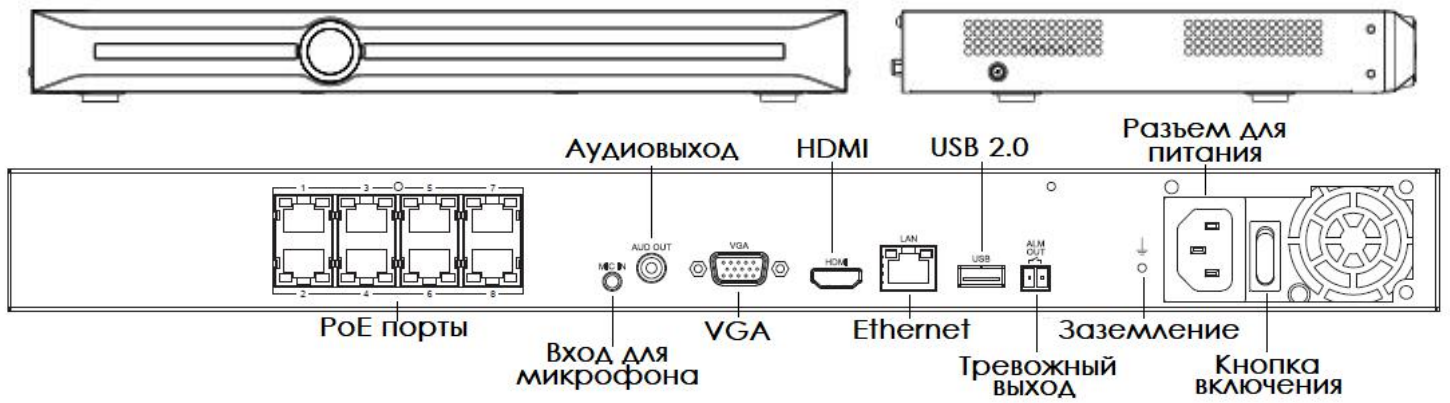 Аудиовыход
HDMI
USB 2.0
Разъем для
питания
1 3 5 7
MIC IN
AUD OUT
VGA
HDMI
LAN
USB
ALM
OUT
2 4 6 8
PoE порты
Вход для
микрофона
VGA
Ethernet
Тревожный
выход
Заземление
Кнопка
включения